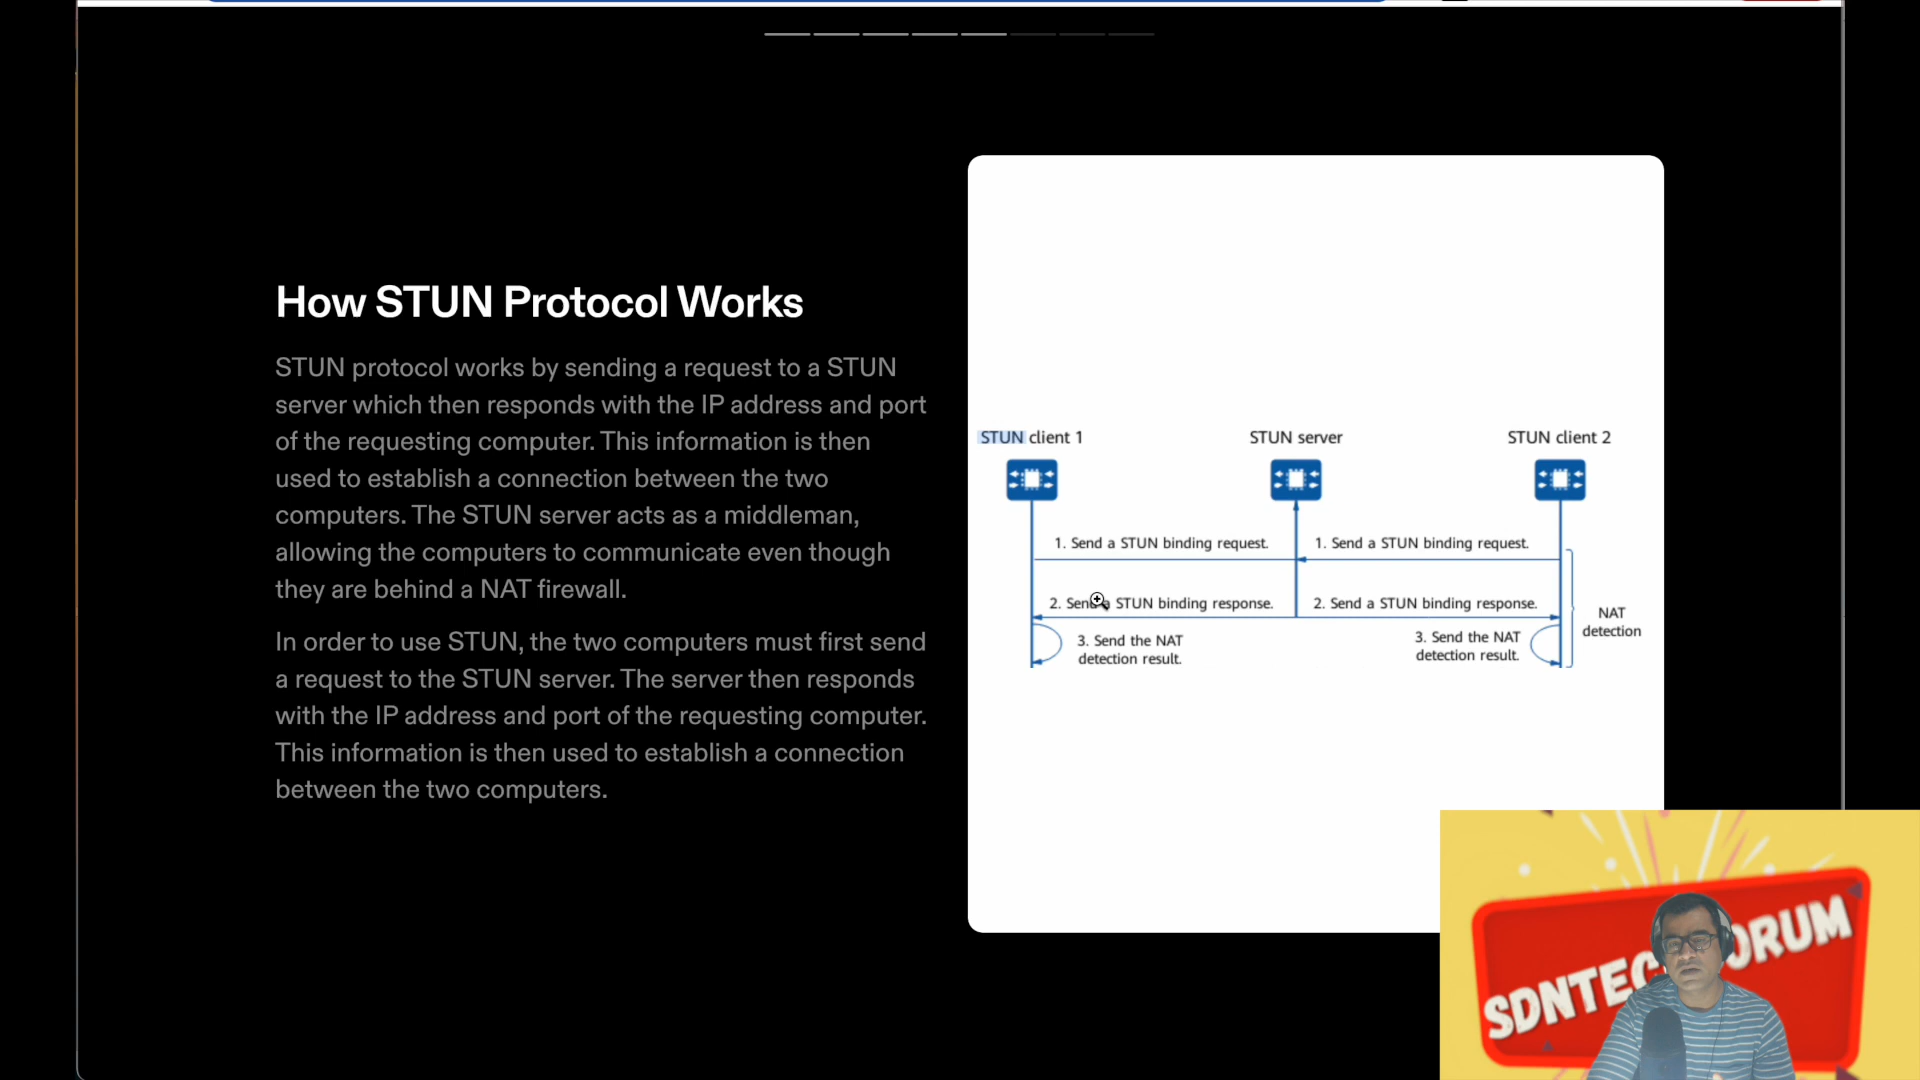 How STUN Protocol Works
STUN protocol works by sending a request to a STUN
server which then responds with the IP address and port
of the requesting computer. This information is then
used to establish a connection between the two
computers. The STUN server acts as a middleman,
allowing the computers to communicate even though
they are behind a NAT firewall.
In order to use STUN, the two computers must first send
a request to the STUN server. The server then responds
with the IP address and port of the requesting computer.
This information is then used to establish a connection
between the two computers.
STUN client 1
STUN server
STUN client 2
1. Send a STUN binding request.
1. Send a STUN binding request.
2. Send a STUN binding response.
2. Send a STUN binding response.
3. Send the NAT
detection result.
3. Send the NAT
detection result.
NAT
detection